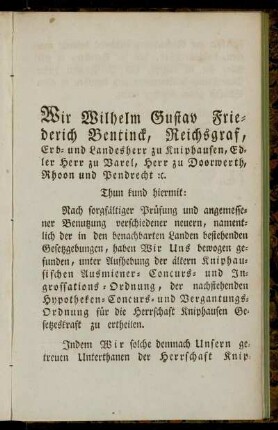 Wir Wilhelm Gustav Frie-
derich Bentinck, Reichsgraf,
Erb- und Landesherr zu Kniphausen, Ed-
ler Herr zu Varel, Herr zu Doorwerth,
Rhoon und Pendrecht ꝛc.
Thun kund hiermit:
Nach sorgfältiger Prüfung und angemesse-
ner Benutzung verschiedener neuern, nament-
lich der in den benachbarten Landen bestehenden
Gesetzgebungen, haben Wir Uns bewogen ge-
funden, unter Aufhebung der ältern Kniphau-
sischen Ausmiener- Concurs- und In-
grossations-Ordnung, der nachstehenden
Hypotheken-Concurs- und Vergantungs-
Ordnung für die Herrschaft Kniphausen Ge-
setzeskraft zu ertheilen.
Indem Wir solche demnach Unsern ge-
treuen Unterthanen der Herrschaft Knip-